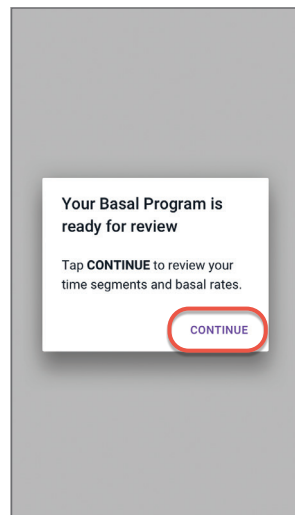 Your Basal Program is
ready for review
Tap CONTINUE to review your
time segments and basal rates.
CONTINUE